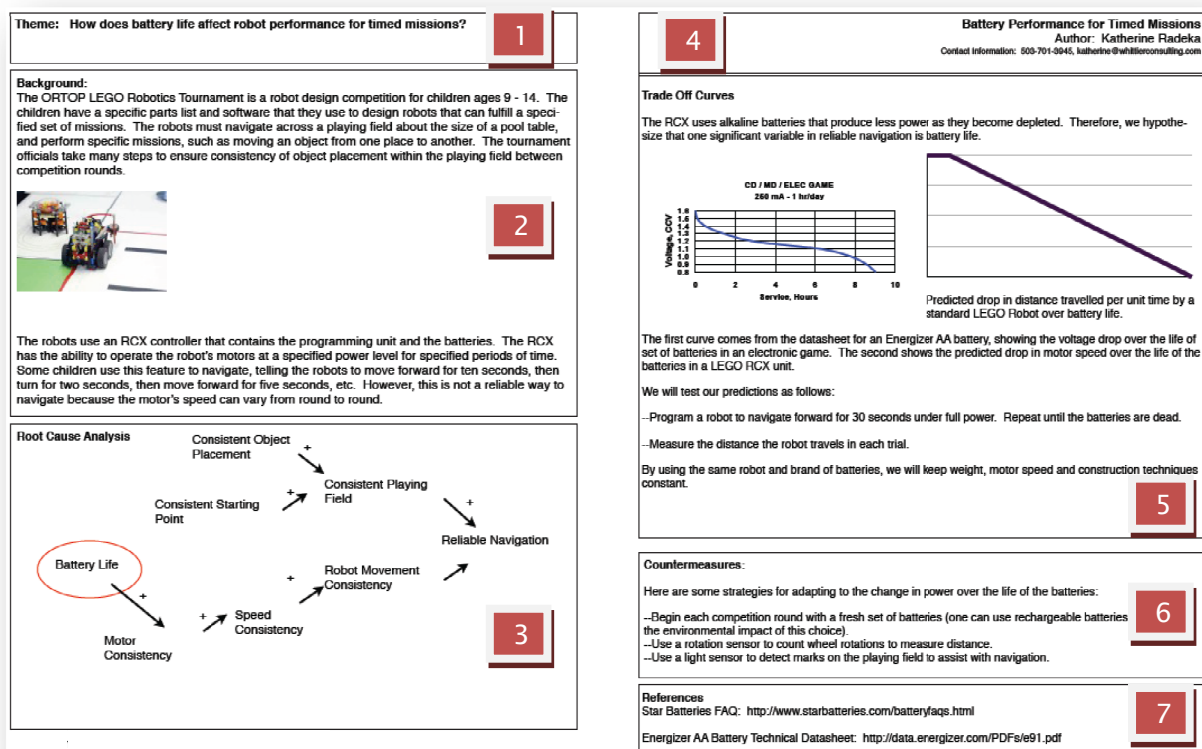 Theme: How does battery life affect robot performance for timed missions?
1
Background:
The ORTOP LEGO Robotics Tournament is a robot design competition for children ages 9 - 14. The
children have a specific parts list and software that they use to design robots that can fulfill a speci-
fied set of missions. The robots must navigate across a playing field about the size of a pool table,
and perform specific missions, such as moving an object from one place to another. The tournament
officials take many steps to ensure consistency of object placement within the playing field between
competition rounds.
2
The robots use an RCX controller that contains the programming unit and the batteries. The RCX
has the ability to operate the robot's motors at a specified power level for specified periods of time.
Some children use this feature to navigate, telling the robots to move forward for ten seconds, then
turn for two seconds, then move forward for five seconds, etc. However, this is not a reliable way to
navigate because the motor's speed can vary from round to round.
Root Cause Analysis
Consistent Object
Placement
+
Consistent Playing
Field
Consistent Starting
Point
+
+
Reliable Navigation
Battery Life
+
Robot Movement
Consistency
+
Speed
Consistency
+
Motor
Consistency
3
4
Battery Performance for Timed Missions
Author: Katherine Radeka
Contact information: 503-701-3945, katherine@whittierconsulting.com
Trade Off Curves
The RCX uses alkaline batteries that produce less power as they become depleted. Therefore, we hypothe-
size that one significant variable in reliable navigation is battery life.
CD / MD / ELEC GAME
250 mA - 1 hr/day
Voltage, CCV
1.6
1.5
1.4
1.3
1.2
1.1
1.0
0.9
0.8
0 2 4 6 8 10
Service, Hours
Predicted drop in distance travelled per unit time by a
standard LEGO Robot over battery life.
The first curve comes from the datasheet for an Energizer AA battery, showing the voltage drop over the life of
set of batteries in an electronic game. The second shows the predicted drop in motor speed over the life of the
batteries in a LEGO RCX unit.
We will test our predictions as follows:
--Program a robot to navigate forward for 30 seconds under full power. Repeat until the batteries are dead.
--Measure the distance the robot travels in each trial.
By using the same robot and brand of batteries, we will keep weight, motor speed and construction techniques
constant.
5
Countermeasures:
Here are some strategies for adapting to the change in power over the life of the batteries:
--Begin each competition round with a fresh set of batteries (one can use rechargeable batteries
the environmental impact of this choice).
--Use a rotation sensor to count wheel rotations to measure distance.
--Use a light sensor to detect marks on the playing field to assist with navigation.
6
References
Star Batteries FAQ: http://www.starbatteries.com/batteryfaqs.html
Energizer AA Battery Technical Datasheet: http://data.energizer.com/PDFs/e91.pdf
7